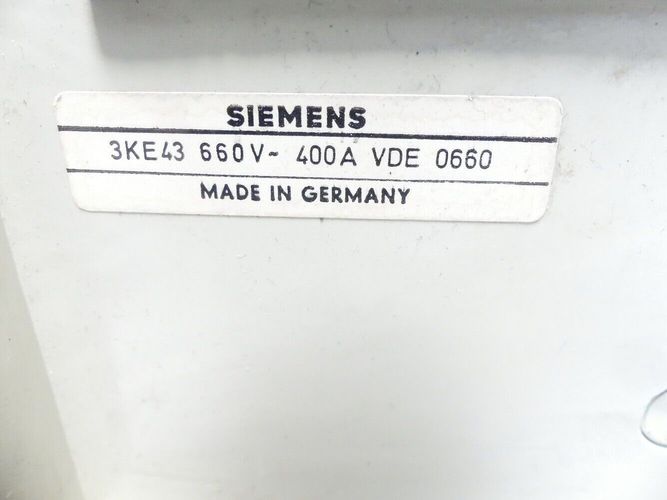 SIEMENS
3KE43 660V~ 400A VDE 0660
MADE IN GERMANY